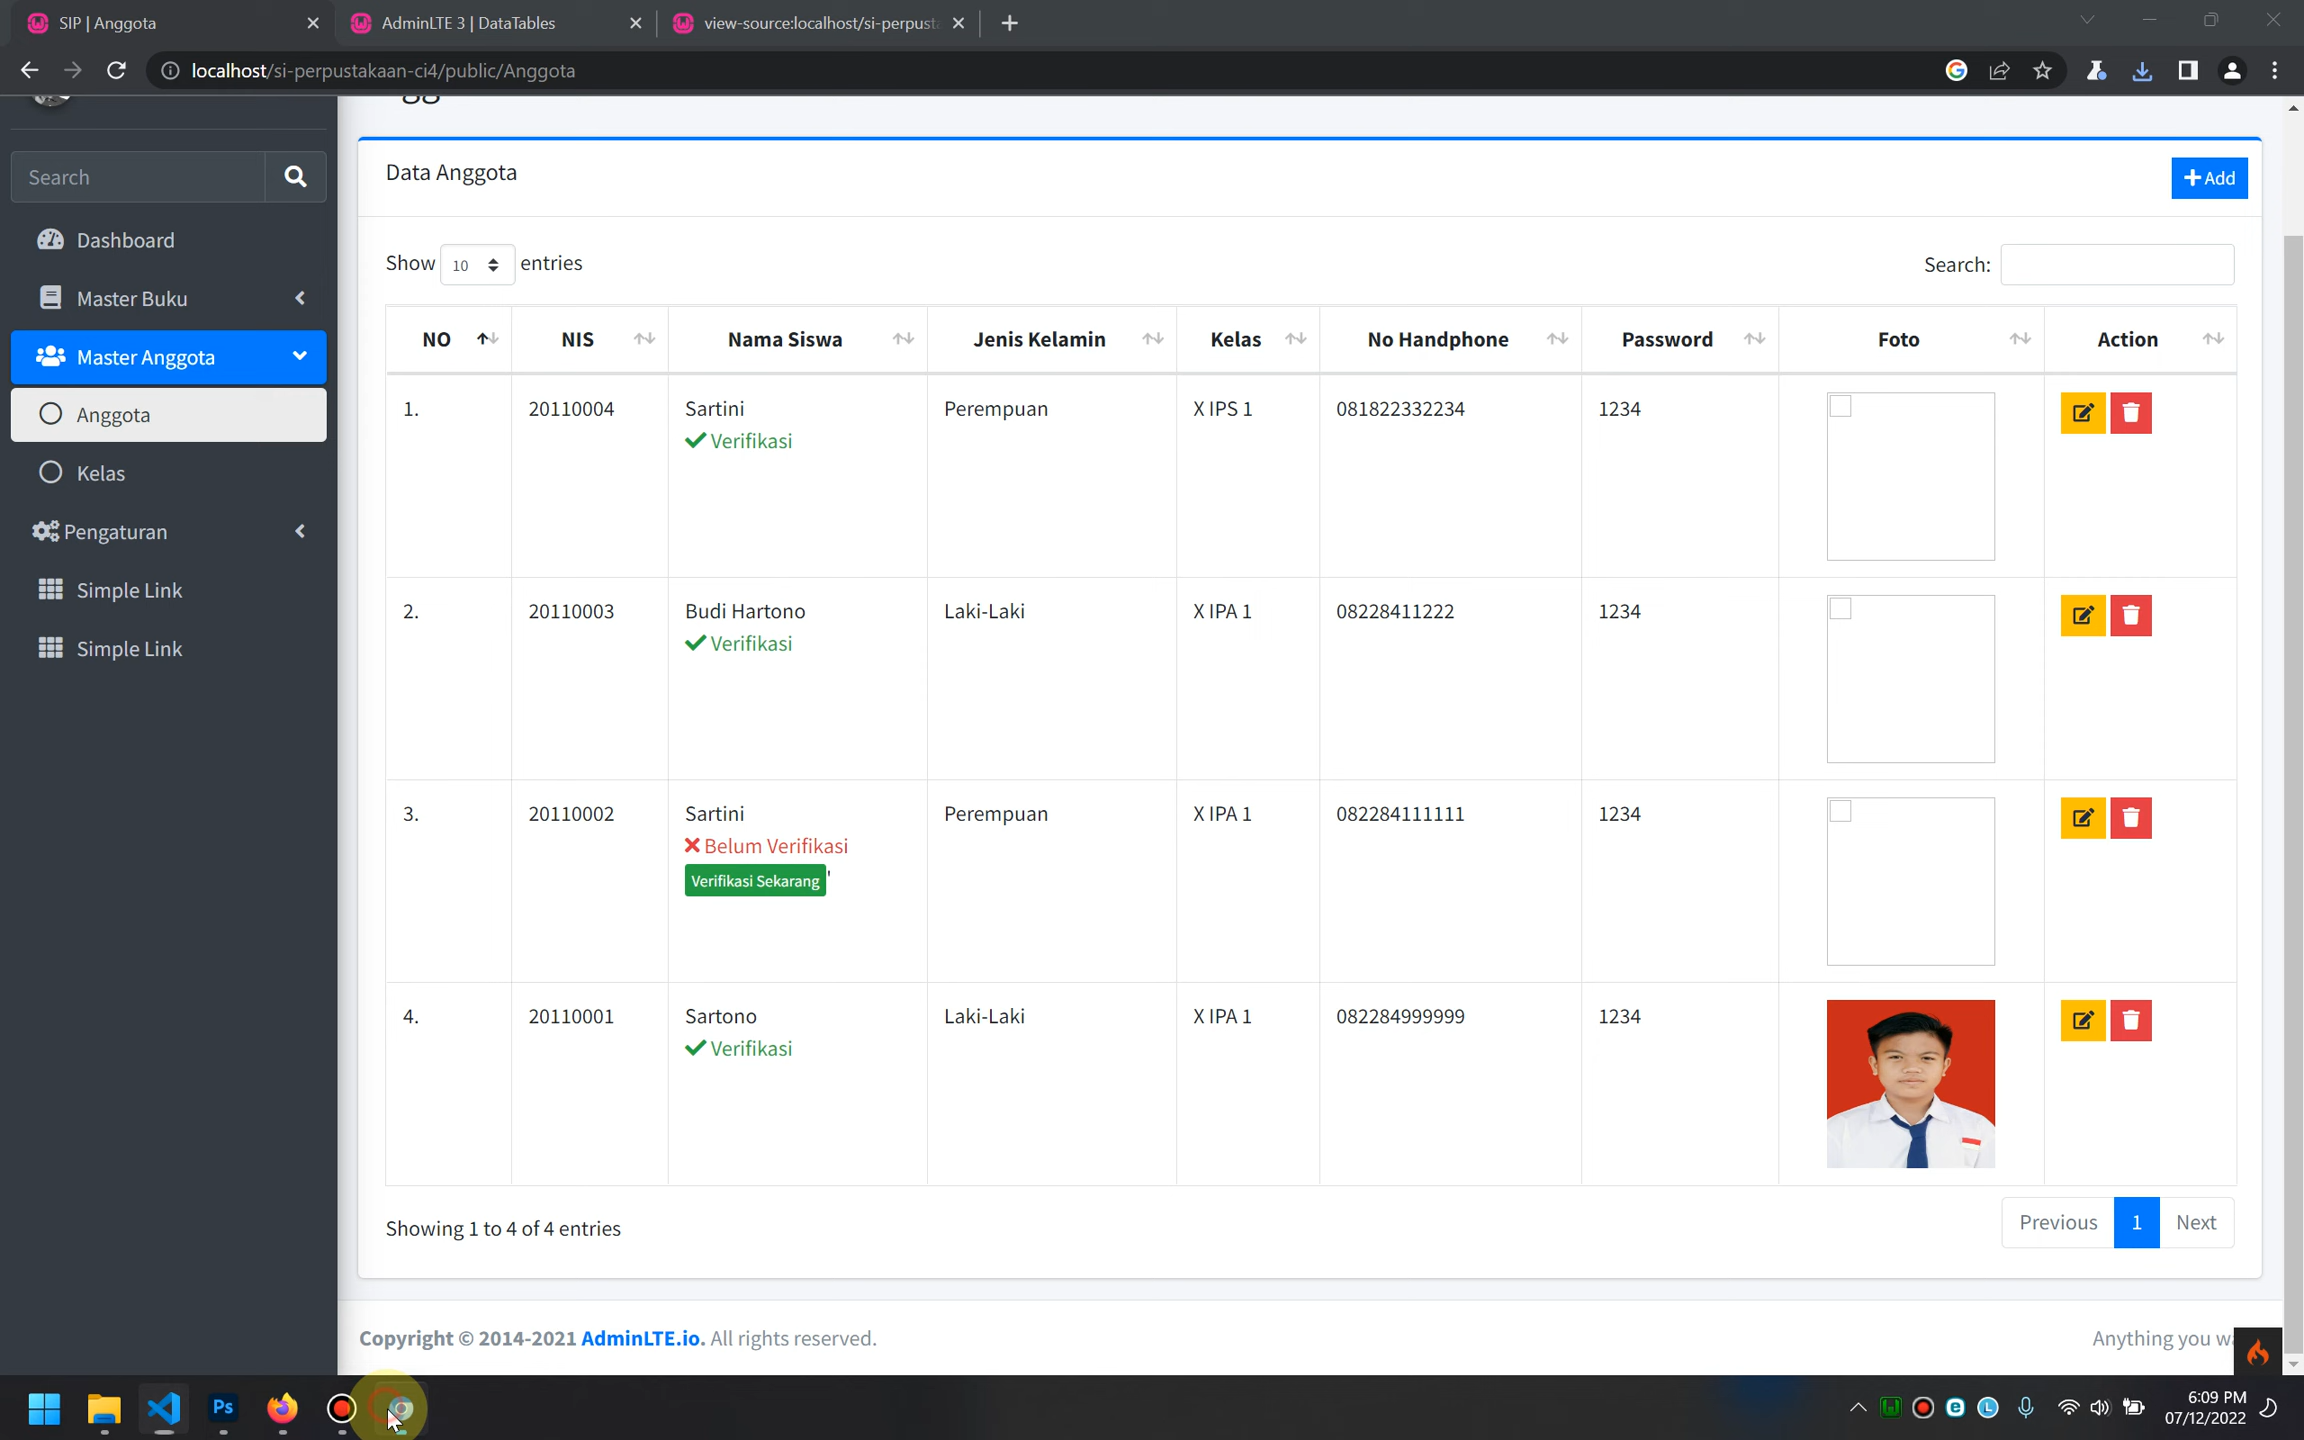 SIP | Anggota
AdminLTE 3 | DataTables
view-source:localhost/si-perpust
localhost/si-perpustakaan-ci4/public/Anggota
Search
Dashboard
Master Buku
Master Anggota
Anggota
Kelas
Pengaturan
Simple Link
Simple Link
Data Anggota
Add
Show 10 entries
Search:
NO NIS Nama Siswa Jenis Kelamin Kelas No Handphone Password Foto Action
1. 20110004 Sartini Perempuan X IPS 1 081822332234 1234
Verifikasi
2. 20110003 Budi Hartono Laki-Laki X IPA 1 08228411222 1234
Verifikasi
3. 20110002 Sartini Perempuan X IPA 1 082284111111 1234
Belum Verifikasi
Verifikasi Sekarang '
4. 20110001 Sartono Laki-Laki X IPA 1 082284999999 1234
Verifikasi
Showing 1 to 4 of 4 entries
Previous 1 Next
Copyright © 2014-2021 AdminLTE.io. All rights reserved.
Anything you wa
Ps
6:09 PM
07/12/2022